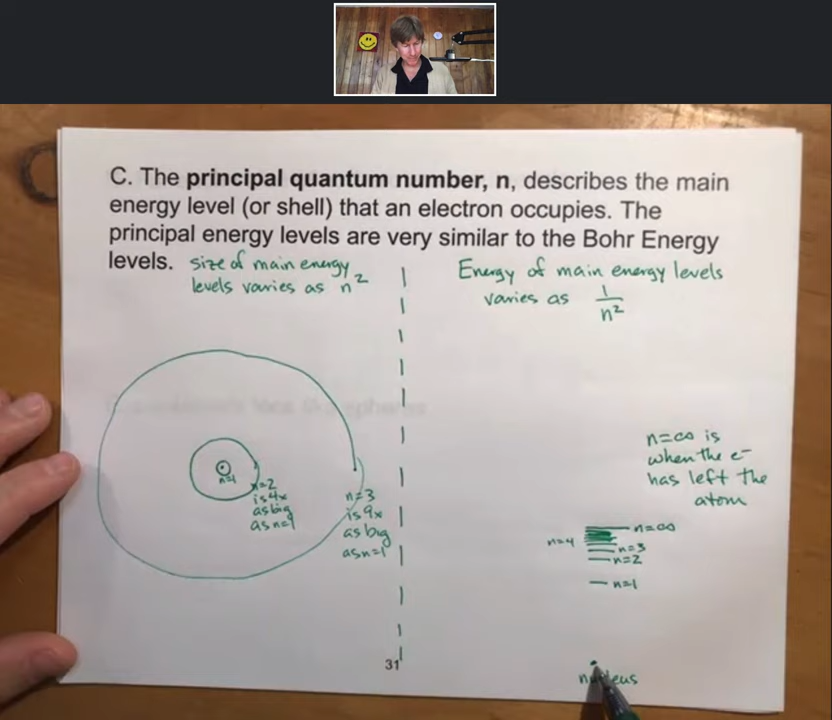 C. The principal quantum number, n, describes the main
energy level (or shell) that an electron occupies. The
principal energy levels are very similar to the Bohr Energy
levels.
size of main energy
levels varies as n²
n=1
n=2
is 4x
as big
as n=1
n=3
is 9x
as big
as n=1
Energy of main energy levels
varies as 1/n²
n=∞ is
when the e-
has left the
atom
n=∞
n=4
n=3
n=2
n=1
nucleus
31